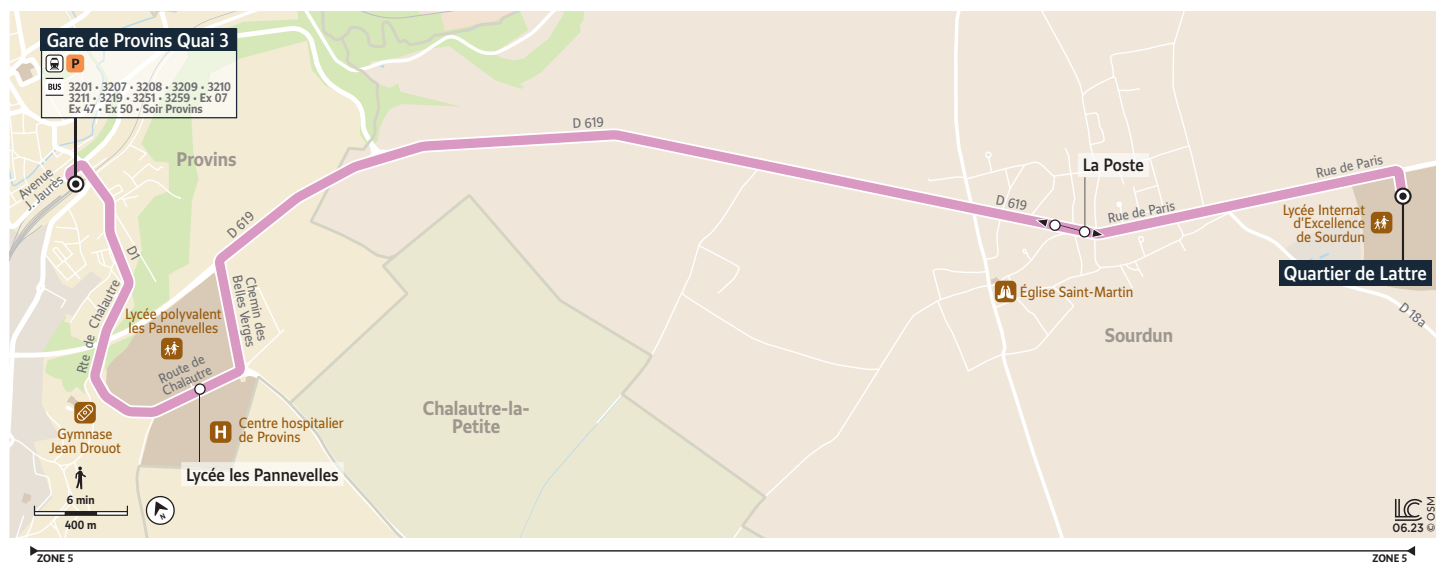 Gare de Provins Quai 3
P
BUS 3201 • 3207 • 3208 • 3209 • 3210
3211 • 3219 • 3251 • 3259 • Ex 07
Ex 47 • Ex 50 • Soir Provins
Provins
Avenue
J. Jaurès
D1
D 619
D 619
Rte de Chalautre
Chemin des
Belles Verges
Lycée polyvalent
les Pannevelles
Route de
Chalautre
Gymnase
Jean Drouot
H
Centre hospitalier
de Provins
Lycée les Pannevelles
Chalautre-la-
Petite
La Poste
D 619
Rue de Paris
Rue de Paris
Église Saint-Martin
Sourdun
Lycée Internat
d'Excellence
de Sourdun
Quartier de Lattre
D 18a
6 min
400 m
N
LC
06.23 © OSM
ZONE 5
ZONE 5